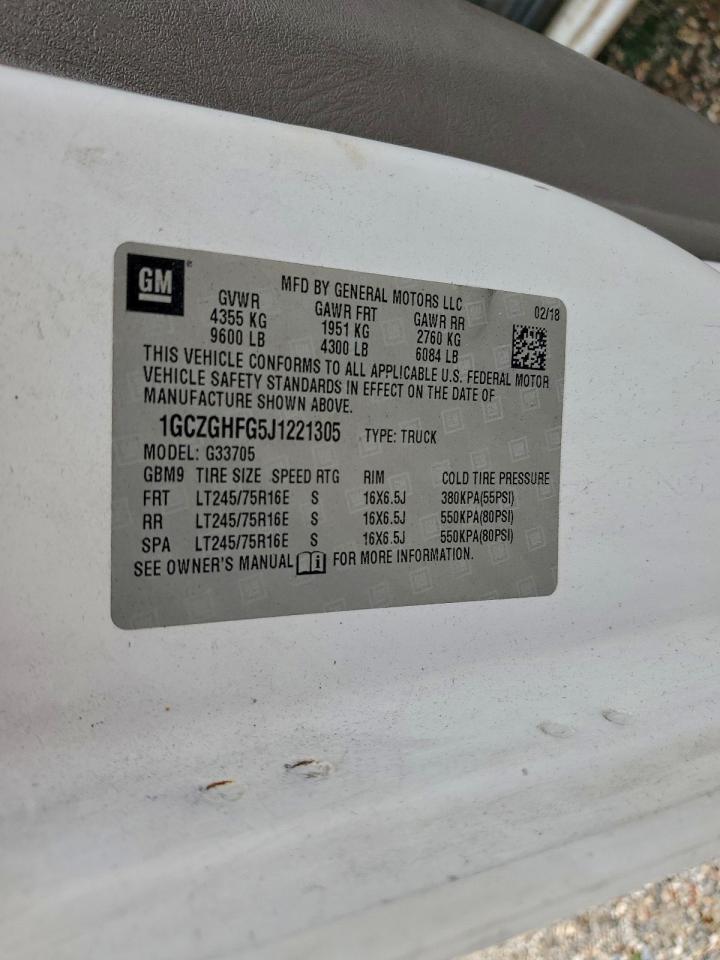 GM
MFD BY GENERAL MOTORS LLC
02/18
GVWR GAWR FRT GAWR RR
4355 KG 1951 KG 2760 KG
9600 LB 4300 LB 6084 LB
THIS VEHICLE CONFORMS TO ALL APPLICABLE U.S. FEDERAL MOTOR
VEHICLE SAFETY STANDARDS IN EFFECT ON THE DATE OF
MANUFACTURE SHOWN ABOVE.
1GCZGHFG5J1221305 TYPE: TRUCK
MODEL: G33705
GBM9 TIRE SIZE SPEED RTG RIM COLD TIRE PRESSURE
FRT LT245/75R16E S 16X6.5J 380KPA(55PSI)
RR LT245/75R16E S 16X6.5J 550KPA(80PSI)
SPA LT245/75R16E S 16X6.5J 550KPA(80PSI)
SEE OWNER'S MANUAL i FOR MORE INFORMATION.